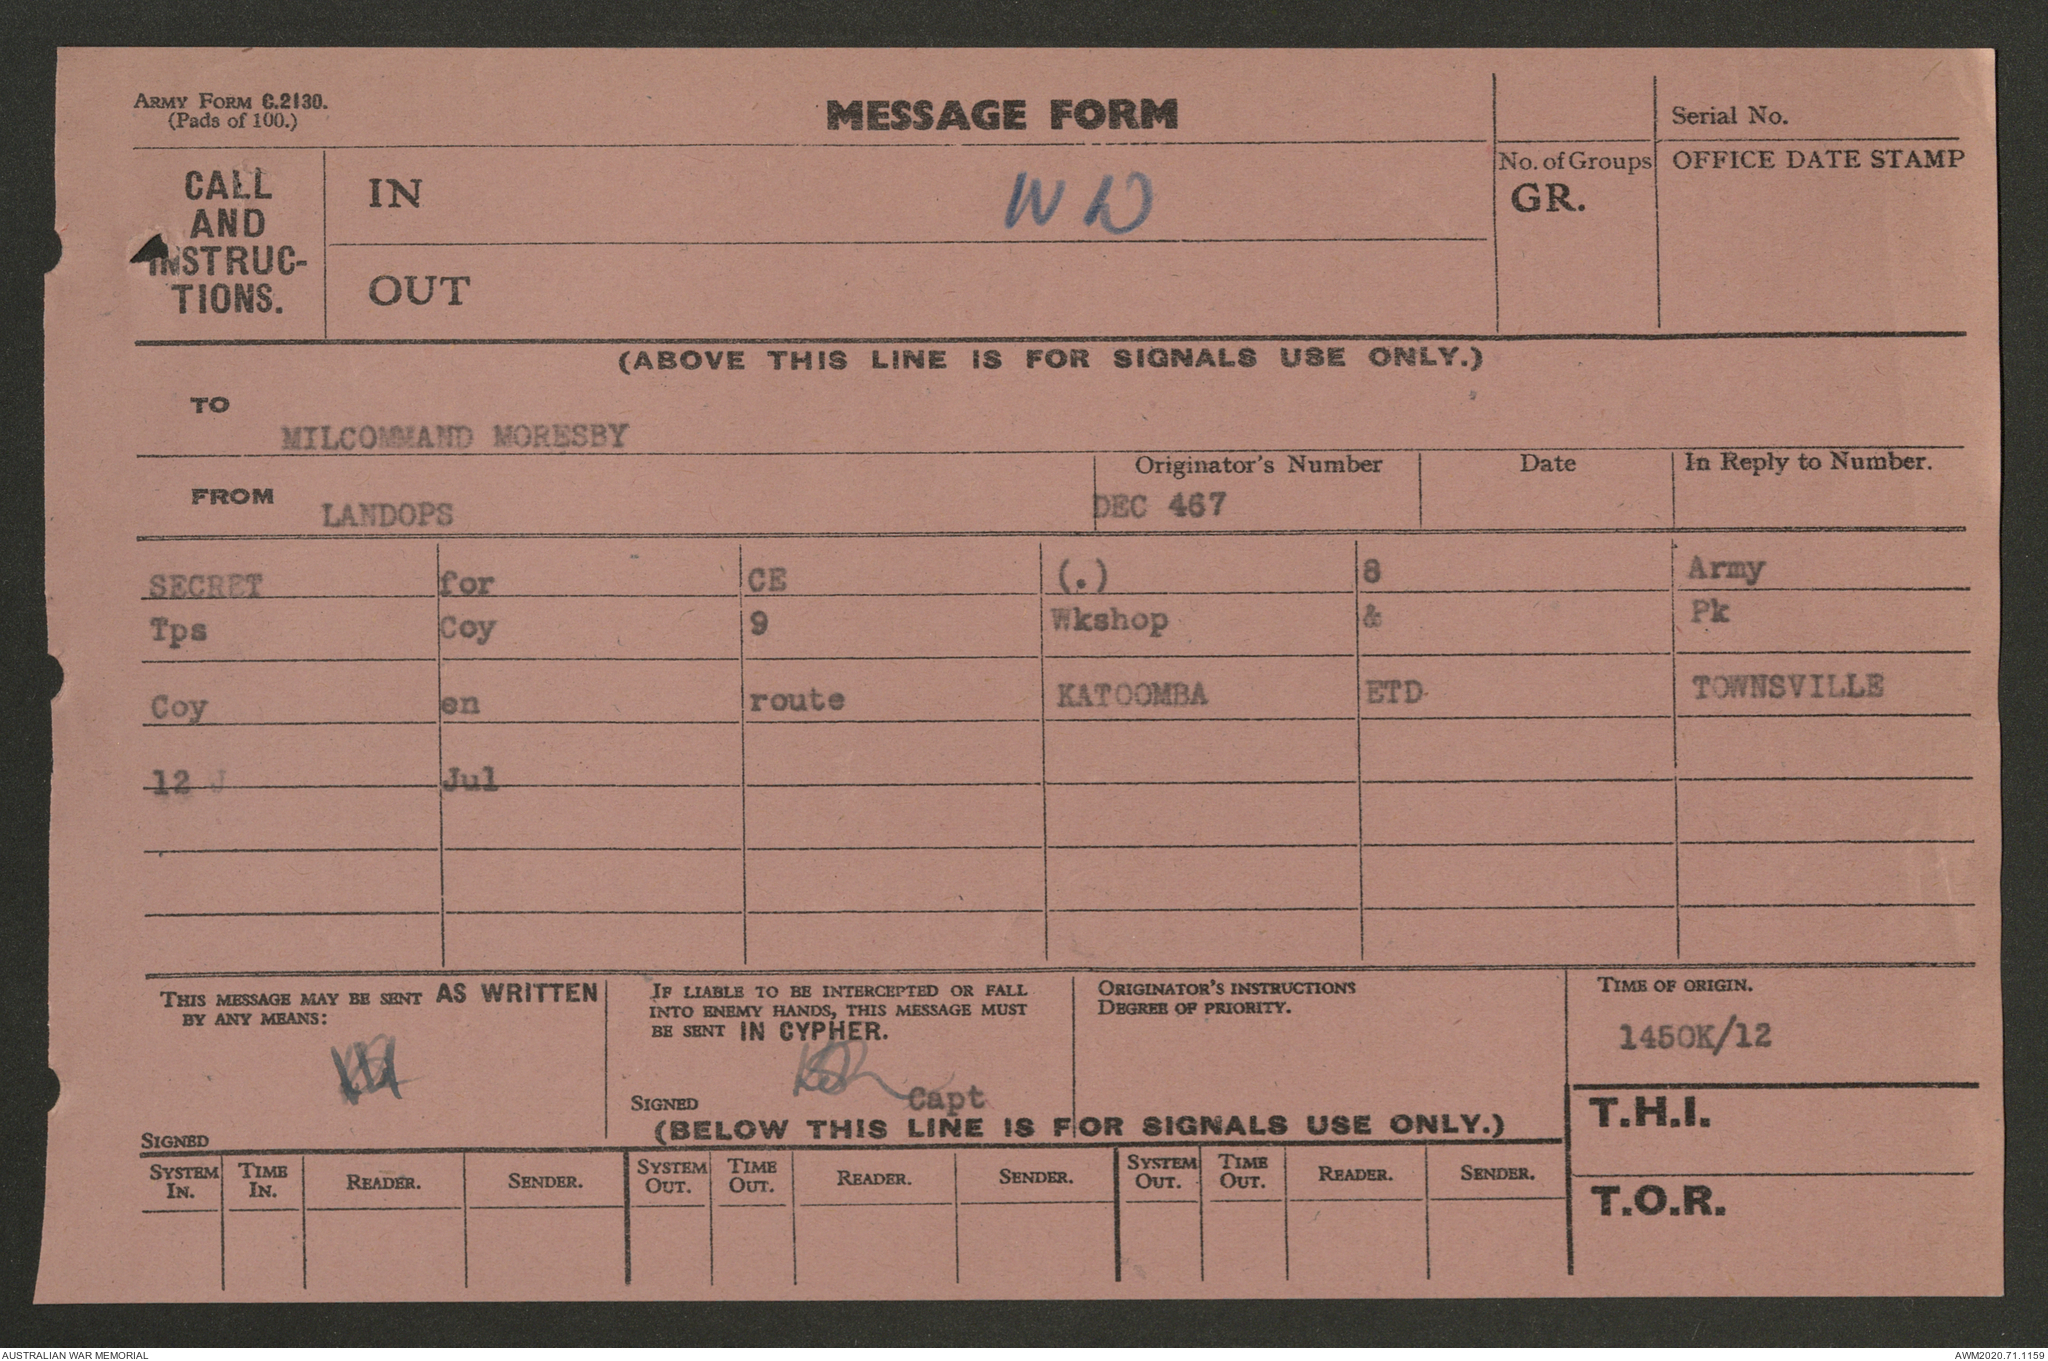 ARMY FORM C.2130.
(Pads of 100.)
MESSAGE FORM
Serial No.
CALL
AND
INSTRUC-
TIONS.
IN
WD
OUT
No. of Groups
GR.
OFFICE DATE STAMP
(ABOVE THIS LINE IS FOR SIGNALS USE ONLY.)
TO
MILCOMMAND MORESBY
FROM
LANDOPS
Originator's Number
DEC 467
Date
In Reply to Number.
SECRET for CE (.) 8 Army
Tps Coy 9 Wkshop & Pk
Coy en route KATOOMBA ETD TOWNSVILLE
12 J Jul
THIS MESSAGE MAY BE SENT AS WRITTEN
BY ANY MEANS:
SIGNED
IF LIABLE TO BE INTERCEPTED OR FALL
INTO ENEMY HANDS, THIS MESSAGE MUST
BE SENT IN CYPHER.
SIGNED Capt
ORIGINATOR'S INSTRUCTIONS
DEGREE OF PRIORITY.
TIME OF ORIGIN.
1450K/12
(BELOW THIS LINE IS FOR SIGNALS USE ONLY.)
T.H.I.
T.O.R.
SYSTEM IN. TIME IN. READER. SENDER. SYSTEM OUT. TIME OUT. READER. SENDER. SYSTEM OUT. TIME OUT. READER. SENDER.
AUSTRALIAN WAR MEMORIAL
AWM2020.71.1159